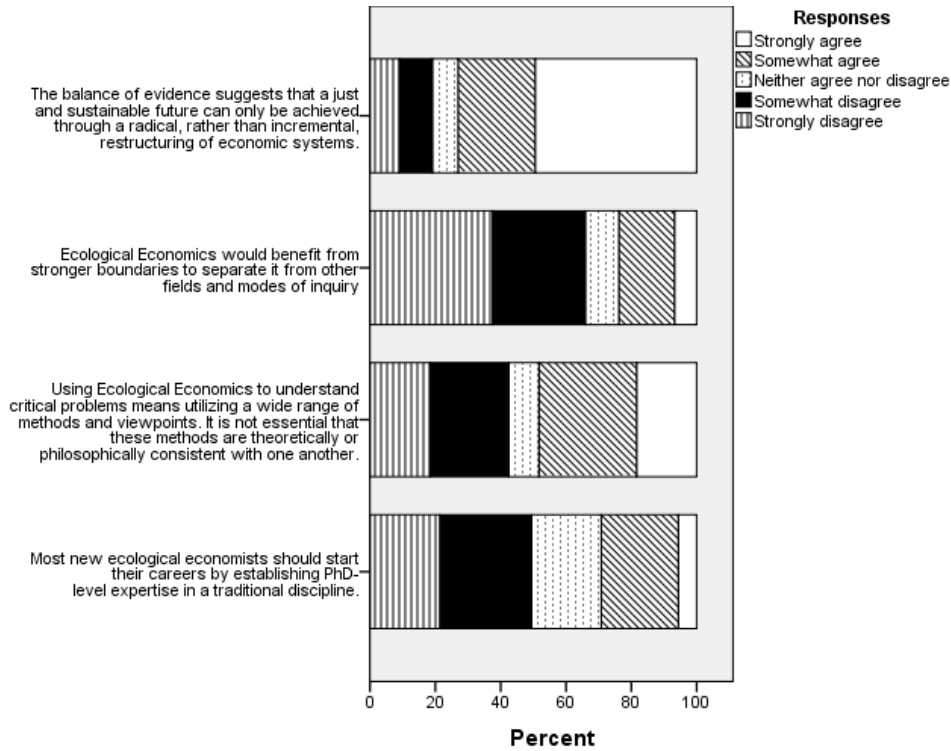 Responses
Strongly agree
Somewhat agree
Neither agree nor disagree
Somewhat disagree
Strongly disagree
The balance of evidence suggests that a just
and sustainable future can only be achieved
through a radical, rather than incremental,
restructuring of economic systems.
Ecological Economics would benefit from
stronger boundaries to separate it from other
fields and modes of inquiry
Using Ecological Economics to understand
critical problems means utilizing a wide range of
methods and viewpoints. It is not essential that
these methods are theoretically or
philosophically consistent with one another.
Most new ecological economists should start
their careers by establishing PhD-
level expertise in a traditional discipline.
0 20 40 60 80 100
Percent